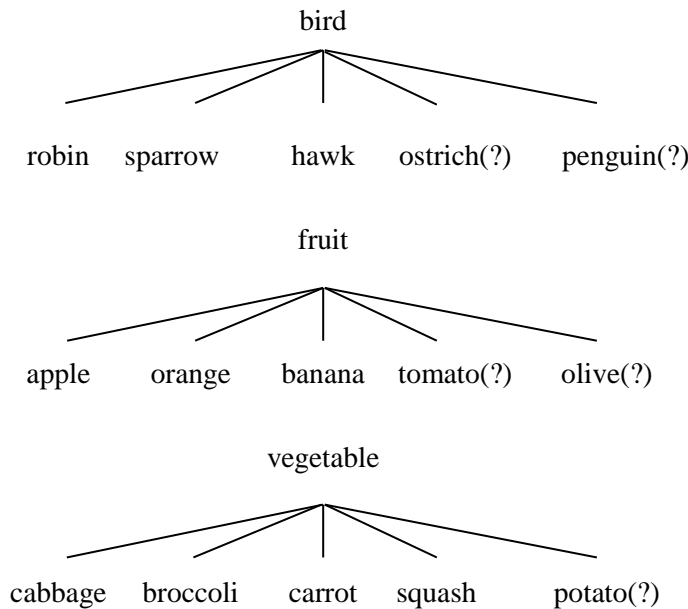 bird
robin sparrow hawk ostrich(?) penguin(?)
fruit
apple orange banana tomato(?) olive(?)
vegetable
cabbage broccoli carrot squash potato(?)